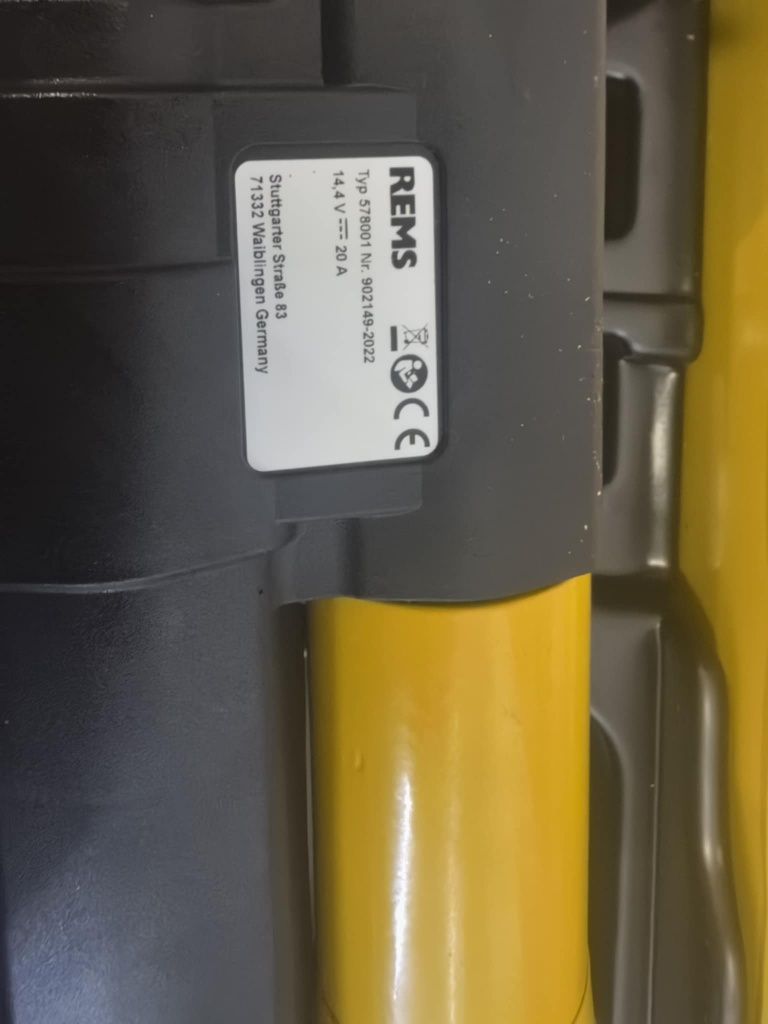 REMS
CE
Typ 578001 Nr. 902149-2022
14,4 V ⎓ 20 A
Stuttgarter Straße 83
71332 Waiblingen Germany